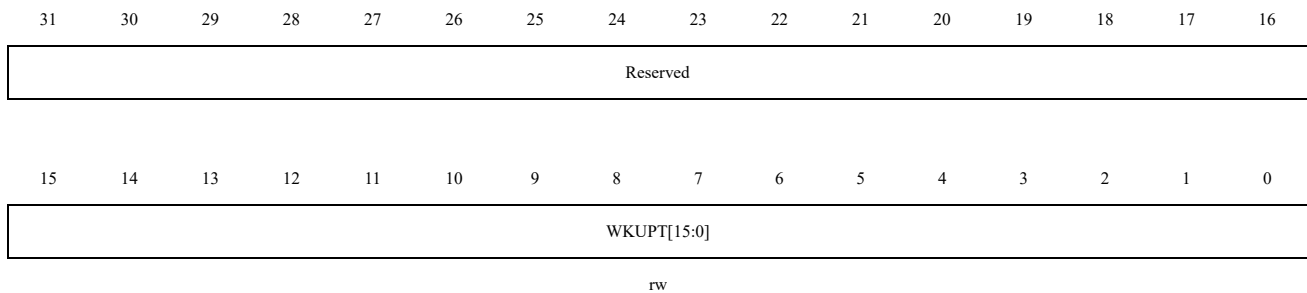 31 30 29 28 27 26 25 24 23 22 21 20 19 18 17 16
Reserved
15 14 13 12 11 10 9 8 7 6 5 4 3 2 1 0
WKUPT[15:0]
rw